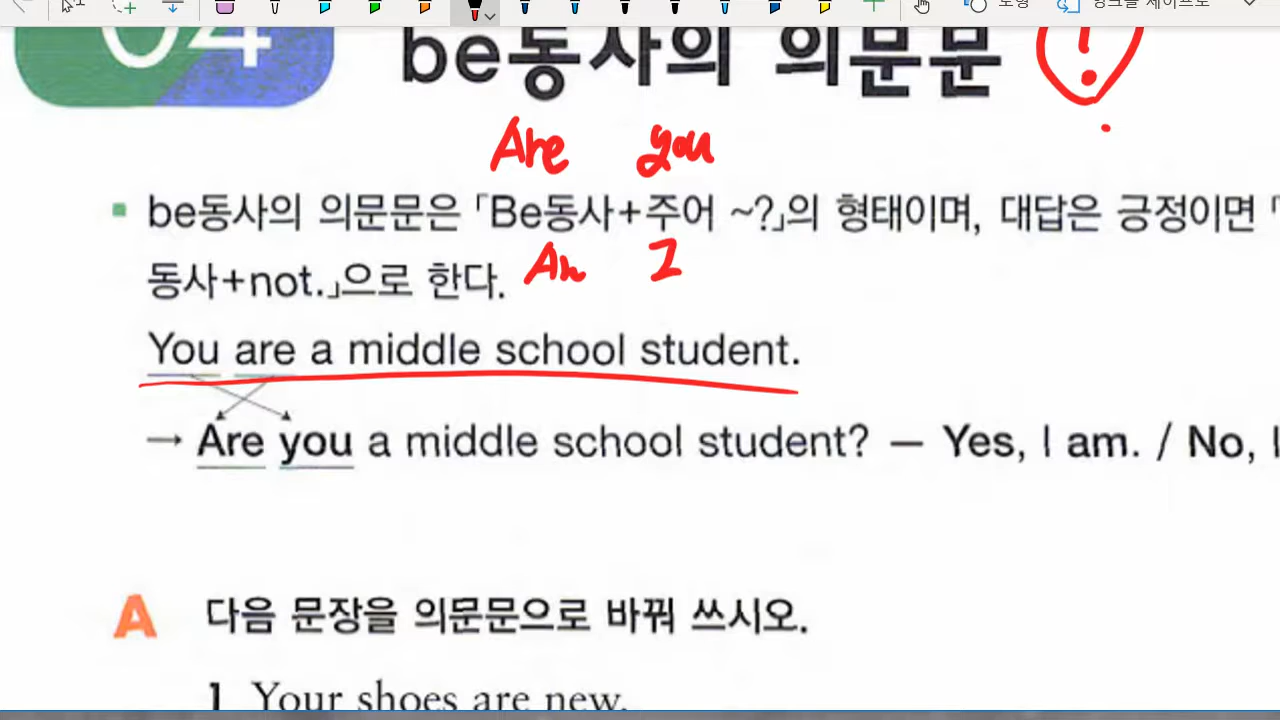 04
be동사의 의문문
Are you
be동사의 의문문은 「Be동사+주어 ~?」의 형태이며, 대답은 긍정이면 「
동사+not.」으로 한다.
Am I
You are a middle school student.
→ Are you a middle school student? – Yes, I am. / No, I
A 다음 문장을 의문문으로 바꿔 쓰시오.
1 Your shoes are new.